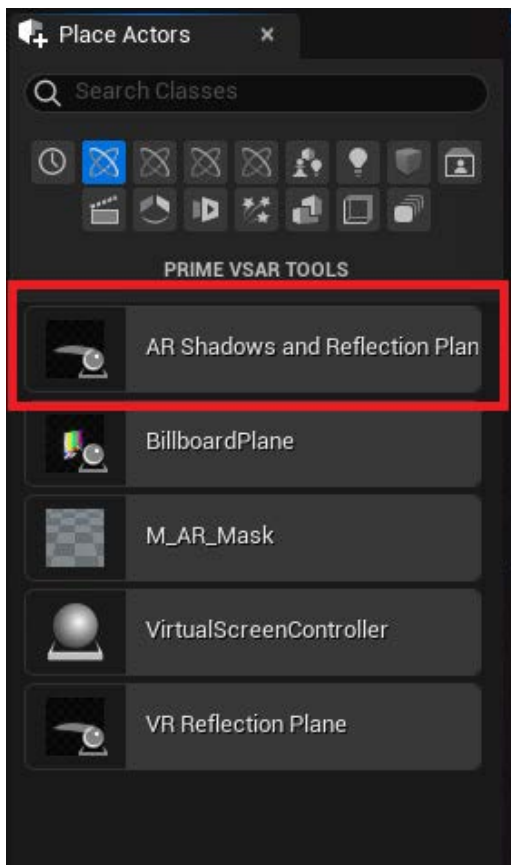 Place Actors
Search Classes
PRIME VSAR TOOLS
AR Shadows and Reflection Plan
BillboardPlane
M_AR_Mask
VirtualScreenController
VR Reflection Plane